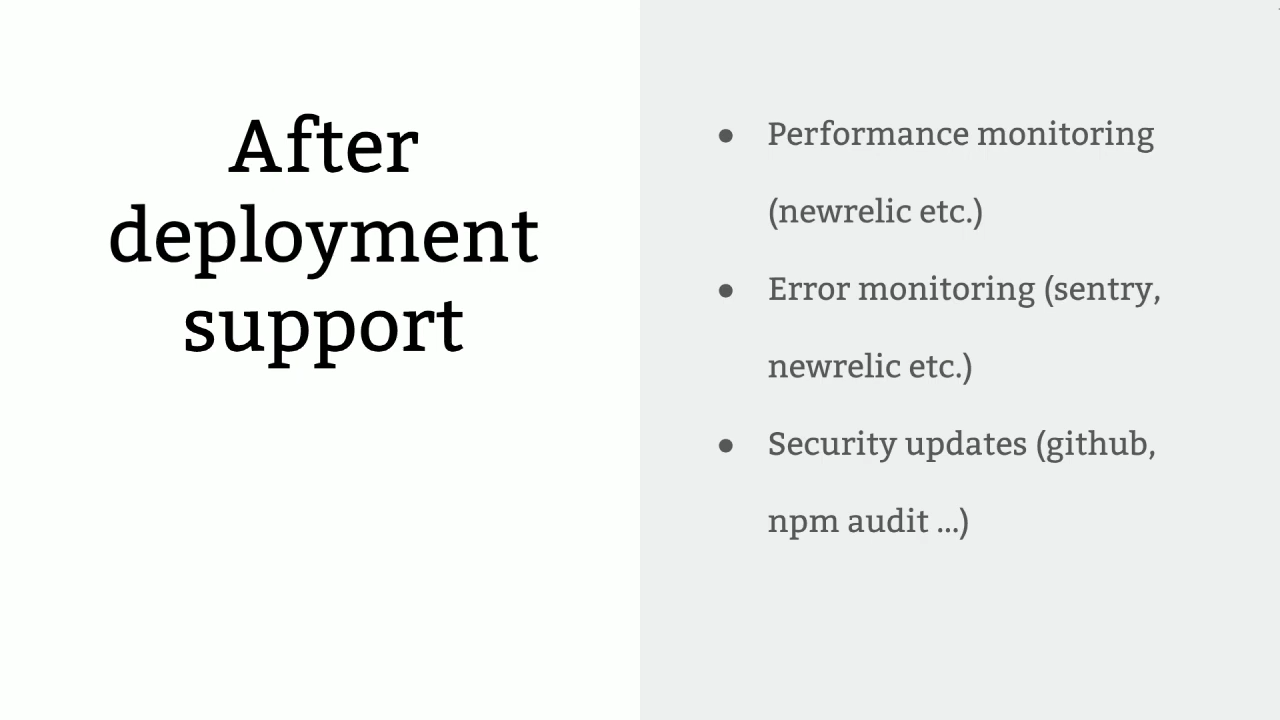 After
deployment
support
● Performance monitoring
(newrelic etc.)
● Error monitoring (sentry,
newrelic etc.)
● Security updates (github,
npm audit ...)